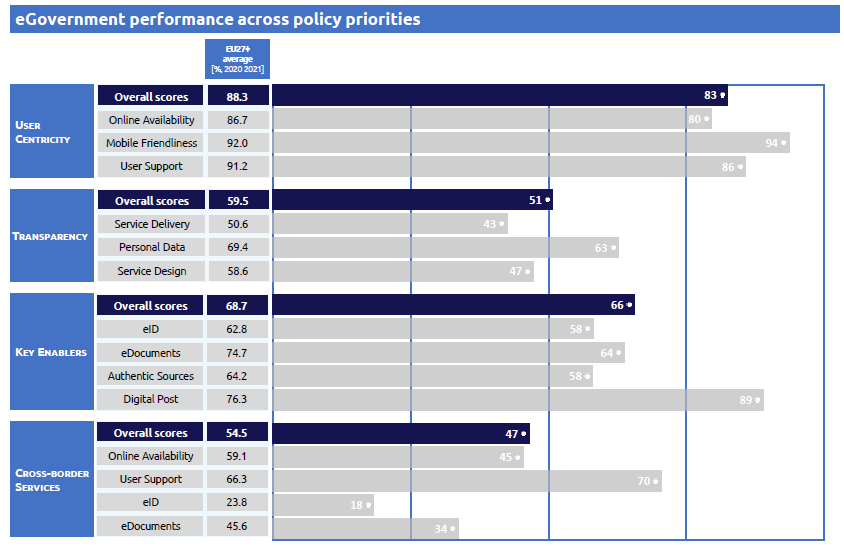 eGovernment performance across policy priorities
EU27+
average
[%, 2020 2021]
USER
CENTRICITY
Overall scores 88.3 83
Online Availability 86.7 80
Mobile Friendliness 92.0 94
User Support 91.2 86
TRANSPARENCY
Overall scores 59.5 51
Service Delivery 50.6 43
Personal Data 69.4 63
Service Design 58.6 47
KEY ENABLERS
Overall scores 68.7 66
eID 62.8 58
eDocuments 74.7 64
Authentic Sources 64.2 58
Digital Post 76.3 89
CROSS-BORDER
SERVICES
Overall scores 54.5 47
Online Availability 59.1 45
User Support 66.3 70
eID 23.8 18
eDocuments 45.6 34